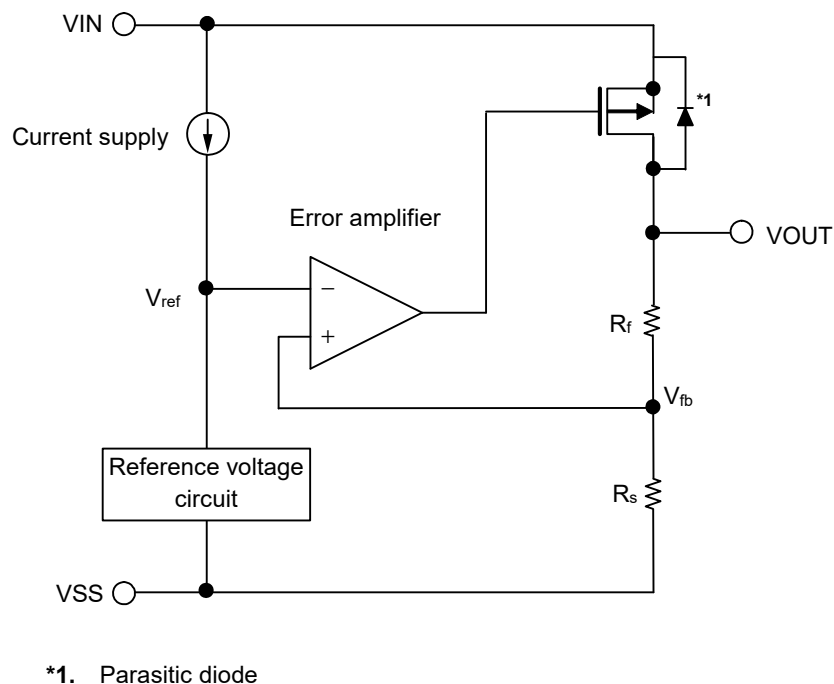 VIN
*1
Current supply
Error amplifier
VOUT
Vref
−
+
Rf
Vfb
Reference voltage
circuit
Rs
VSS
*1. Parasitic diode